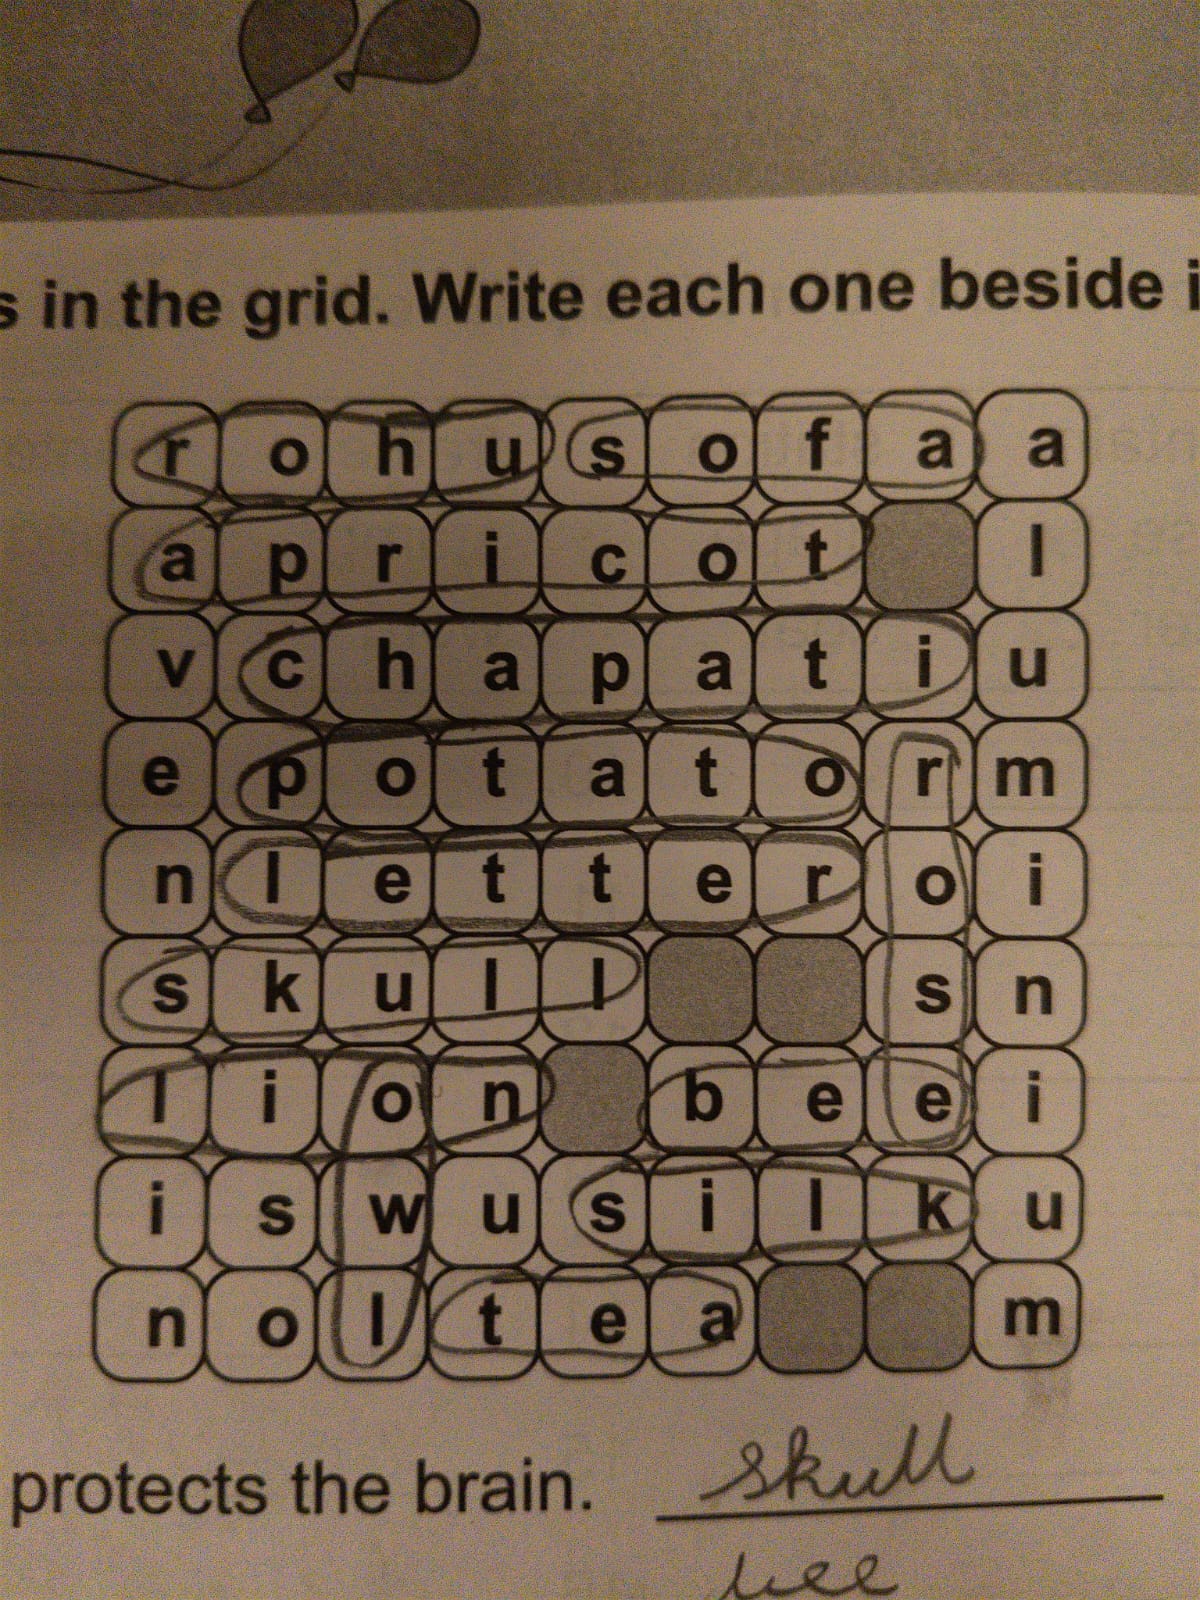 s in the grid. Write each one beside i
r o h u s o f a a
a p r i c o t l
v c h a p a t i u
e p o t a t o r m
n l e t t e r o i
s k u l l s n
l i o n b e e i
i s w u s i l k u
n o l t e a m
protects the brain. skull
bee